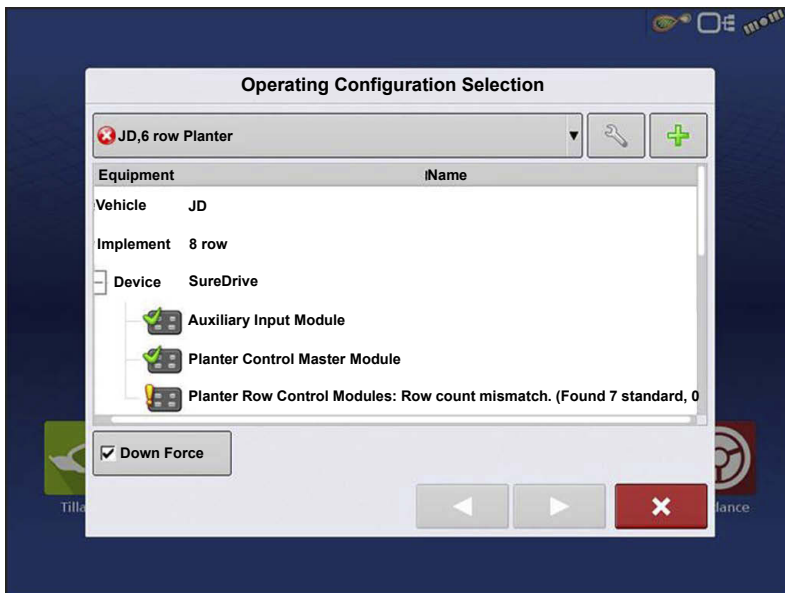 Operating Configuration Selection
JD,6 row Planter
Equipment Name
Vehicle JD
Implement 8 row
Device SureDrive
Auxiliary Input Module
Planter Control Master Module
Planter Row Control Modules: Row count mismatch. (Found 7 standard, 0
Down Force
Tilla
dance